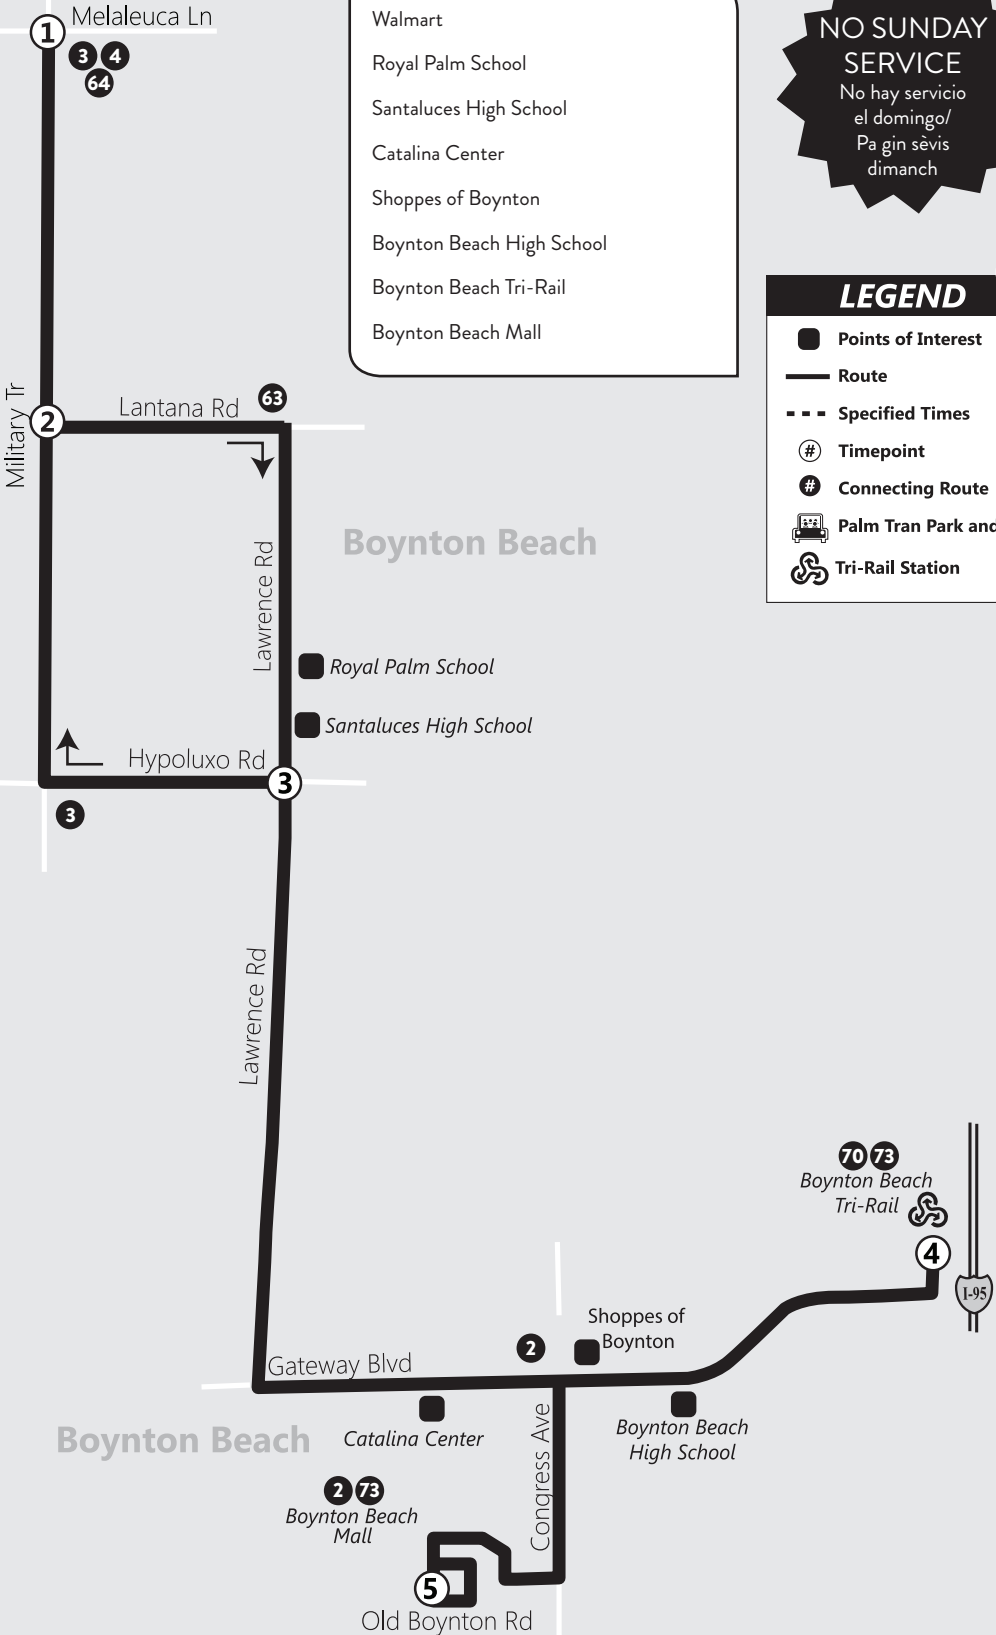 Melaleuca Ln
1
3 4
64
Walmart
Royal Palm School
Santaluces High School
Catalina Center
Shoppes of Boynton
Boynton Beach High School
Boynton Beach Tri-Rail
Boynton Beach Mall
NO SUNDAY
SERVICE
No hay servicio
el domingo/
Pa gin sèvis
dimanch
LEGEND
Points of Interest
Route
Specified Times
# Timepoint
# Connecting Route
Palm Tran Park and
Tri-Rail Station
Military Tr
2
Lantana Rd
63
Boynton Beach
Lawrence Rd
Royal Palm School
Santaluces High School
Hypoluxo Rd
3
3
Lawrence Rd
70 73
Boynton Beach
Tri-Rail
4
I-95
Shoppes of
Boynton
2
Gateway Blvd
Boynton Beach
Catalina Center
Congress Ave
Boynton Beach
High School
2 73
Boynton Beach
Mall
5
Old Boynton Rd